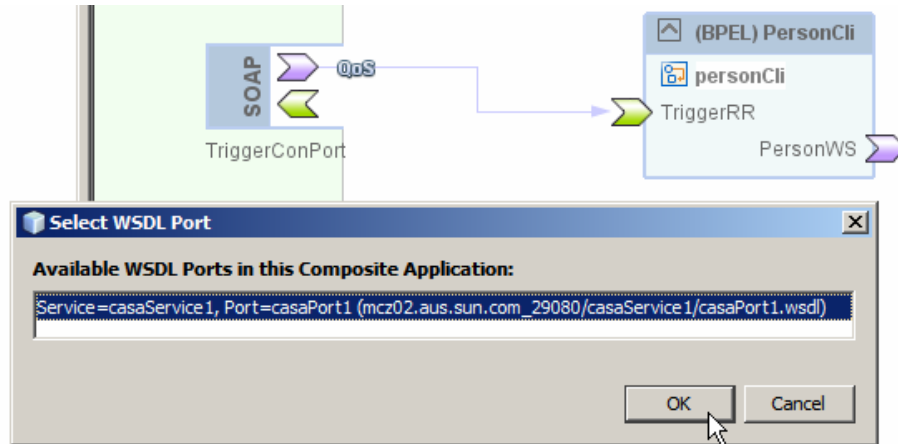 (BPEL) PersonCli
SOAP
QoS
personCli
TriggerRR
TriggerConPort
PersonWS
Select WSDL Port
Available WSDL Ports in this Composite Application:
Service=casaService1, Port=casaPort1 (mcz02.aus.sun.com_29080/casaService1/casaPort1.wsdl)
OK Cancel